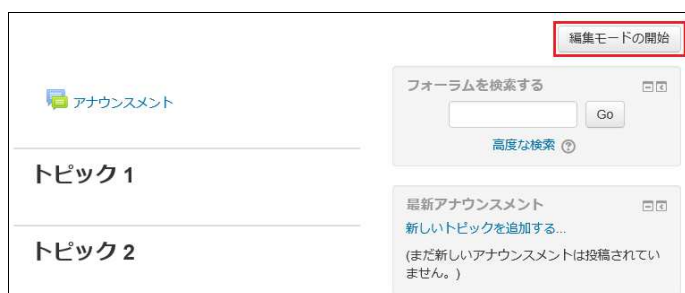 編集モードの開始
アナウンスメント
トピック 1
トピック 2
フォーラムを検索する
Go
高度な検索 ?
最新アナウンスメント
新しいトピックを追加する...
(まだ新しいアナウンスメントは投稿されてい
ません。)